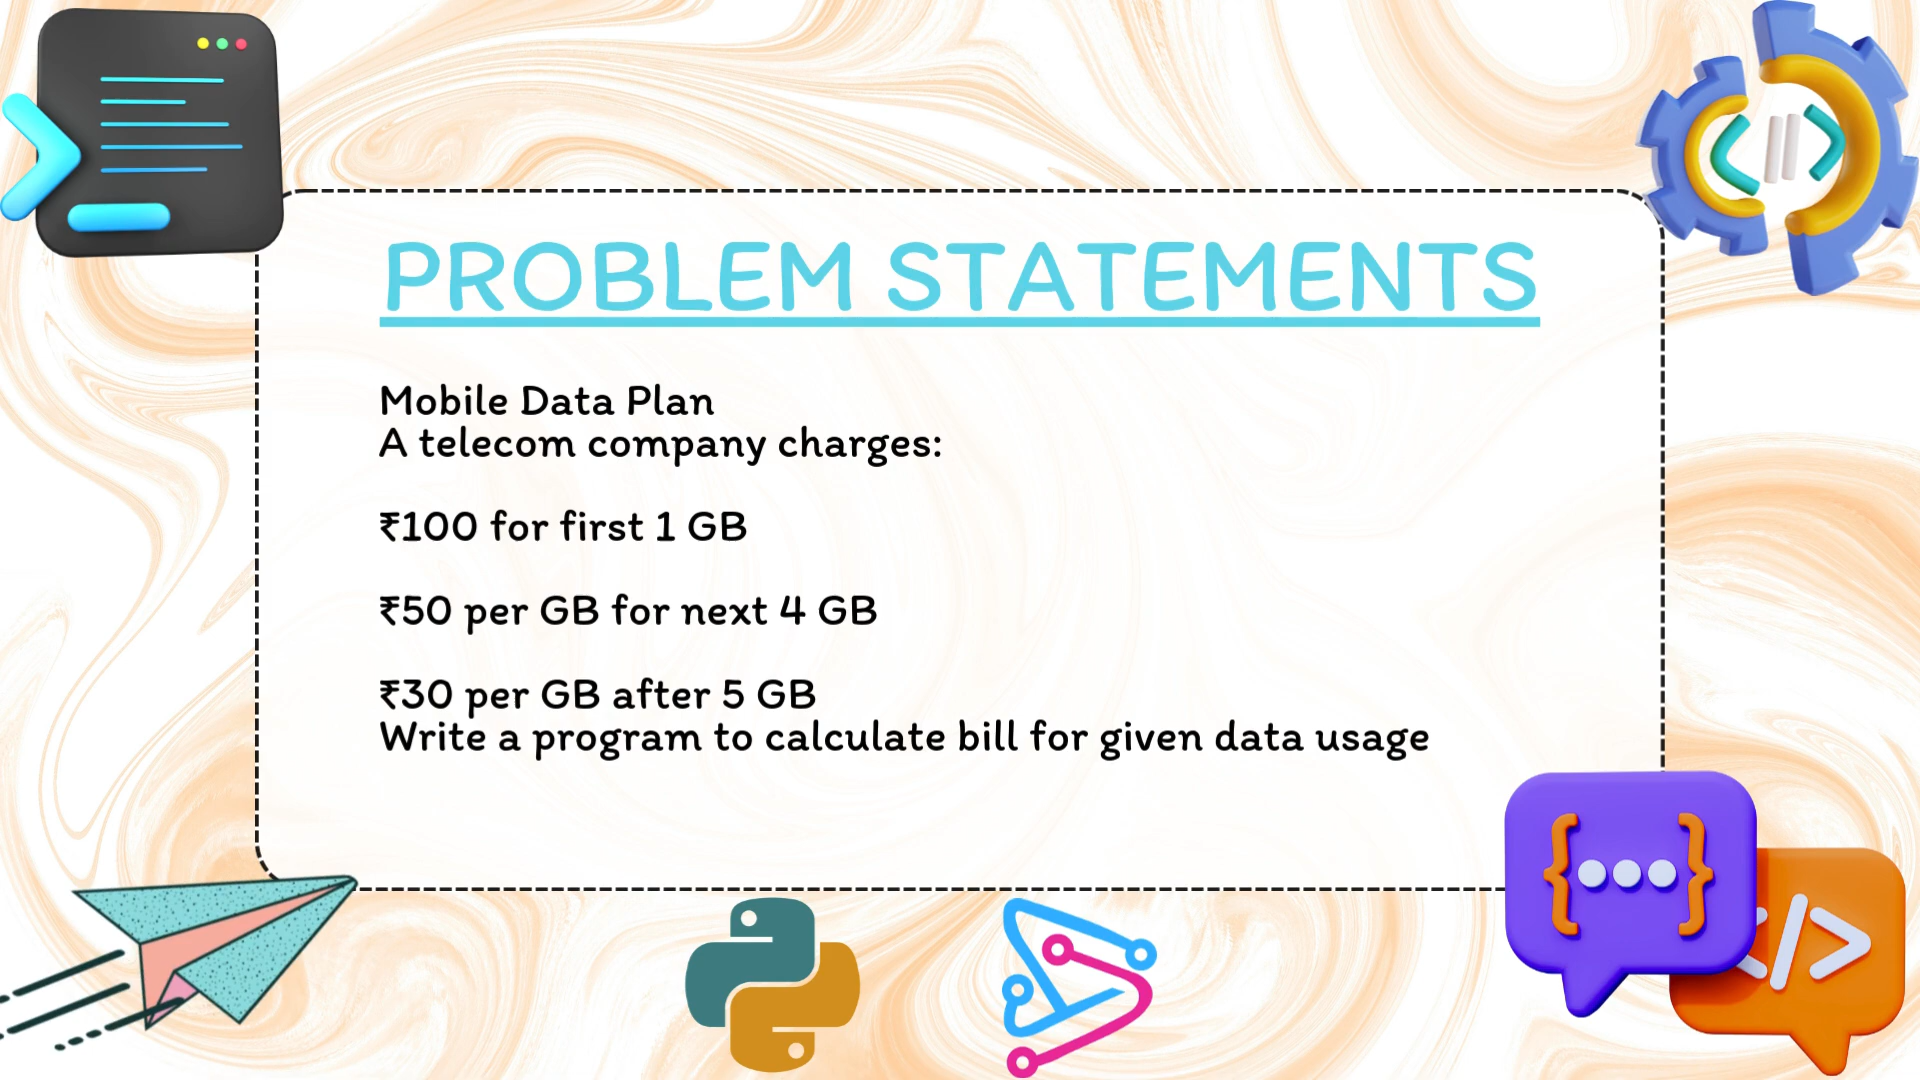 PROBLEM STATEMENTS
Mobile Data Plan
A telecom company charges:
₹100 for first 1 GB
₹50 per GB for next 4 GB
₹30 per GB after 5 GB
Write a program to calculate bill for given data usage